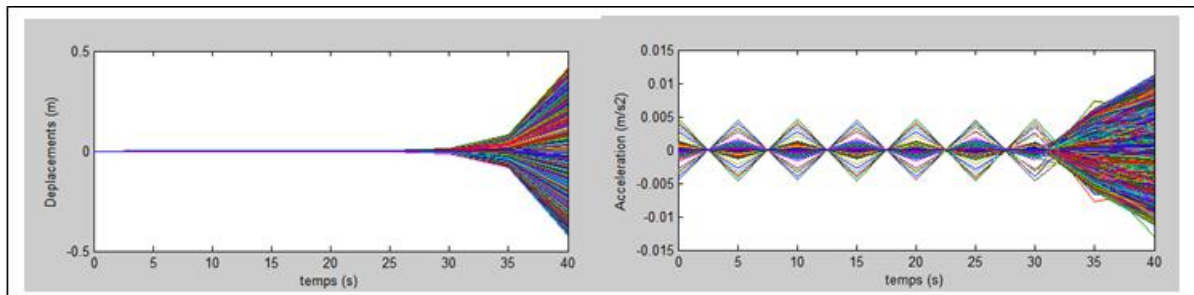 0.5
0
-0.5
Deplacements (m)
0 5 10 15 20 25 30 35 40
temps (s)
0.015
0.01
0.005
0
-0.005
-0.01
-0.015
Acceleration (m/s2)
0 5 10 15 20 25 30 35 40
temps (s)